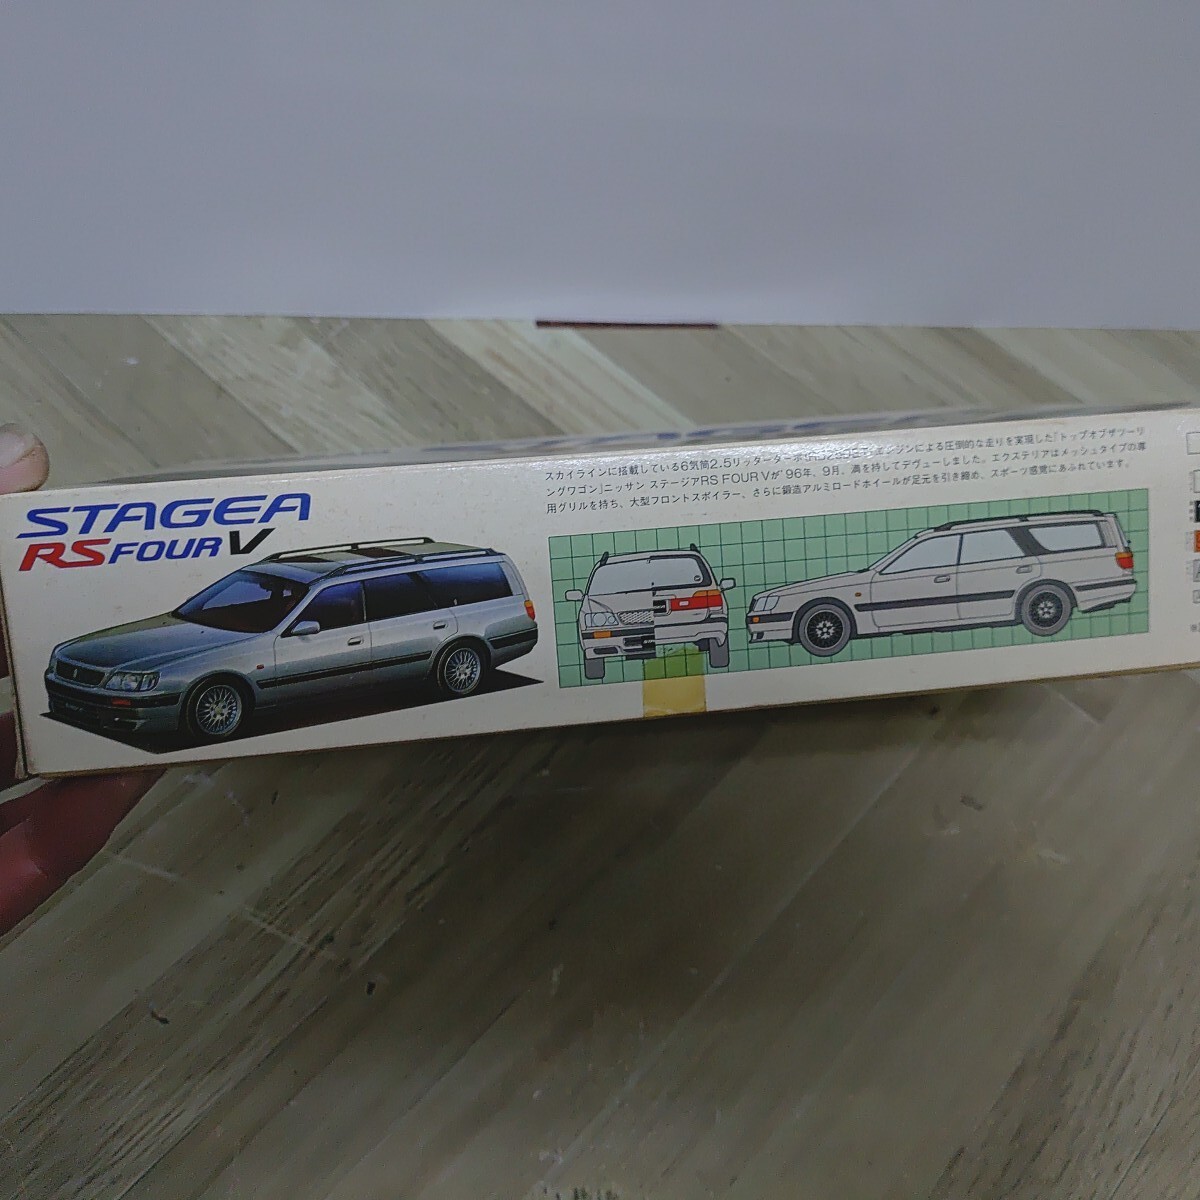 STAGEA
RS FOUR V
スカイラインに搭載している6気筒2.5リッターターボ エンジンによる圧倒的な走りを実現した「トップオブザツーリ
ングワゴン」ニッサン ステージアRS FOUR Vが'96年、9月、満を持してデヴューしました。エクステリアはメッシュタイプの専
用グリルを持ち、大型フロントスポイラー、さらに鍛造アルミロードホイールが足元を引き締め、スポーツ感覚にあふれています。